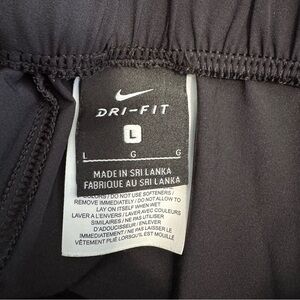 DRI-FIT
L
L G G
MADE IN SRI LANKA
FABRIQUE AU SRI LANKA
COLORS / DO NOT USE SOFTENERS /
REMOVE IMMEDIATELY / DO NOT ALLOW TO
LAY ON ITSELF WHEN WET
LAVER A L'ENVERS / LAVER AVEC COULEURS
SIMILAIRES / NE PAS UTILISER
D'ADOUCISSEUR / ENLEVER
IMMÉDIATEMENT / NE PAS LAISSER LE
VÊTEMENT PLIÉ LORSQU'IL EST MOUILLÉ